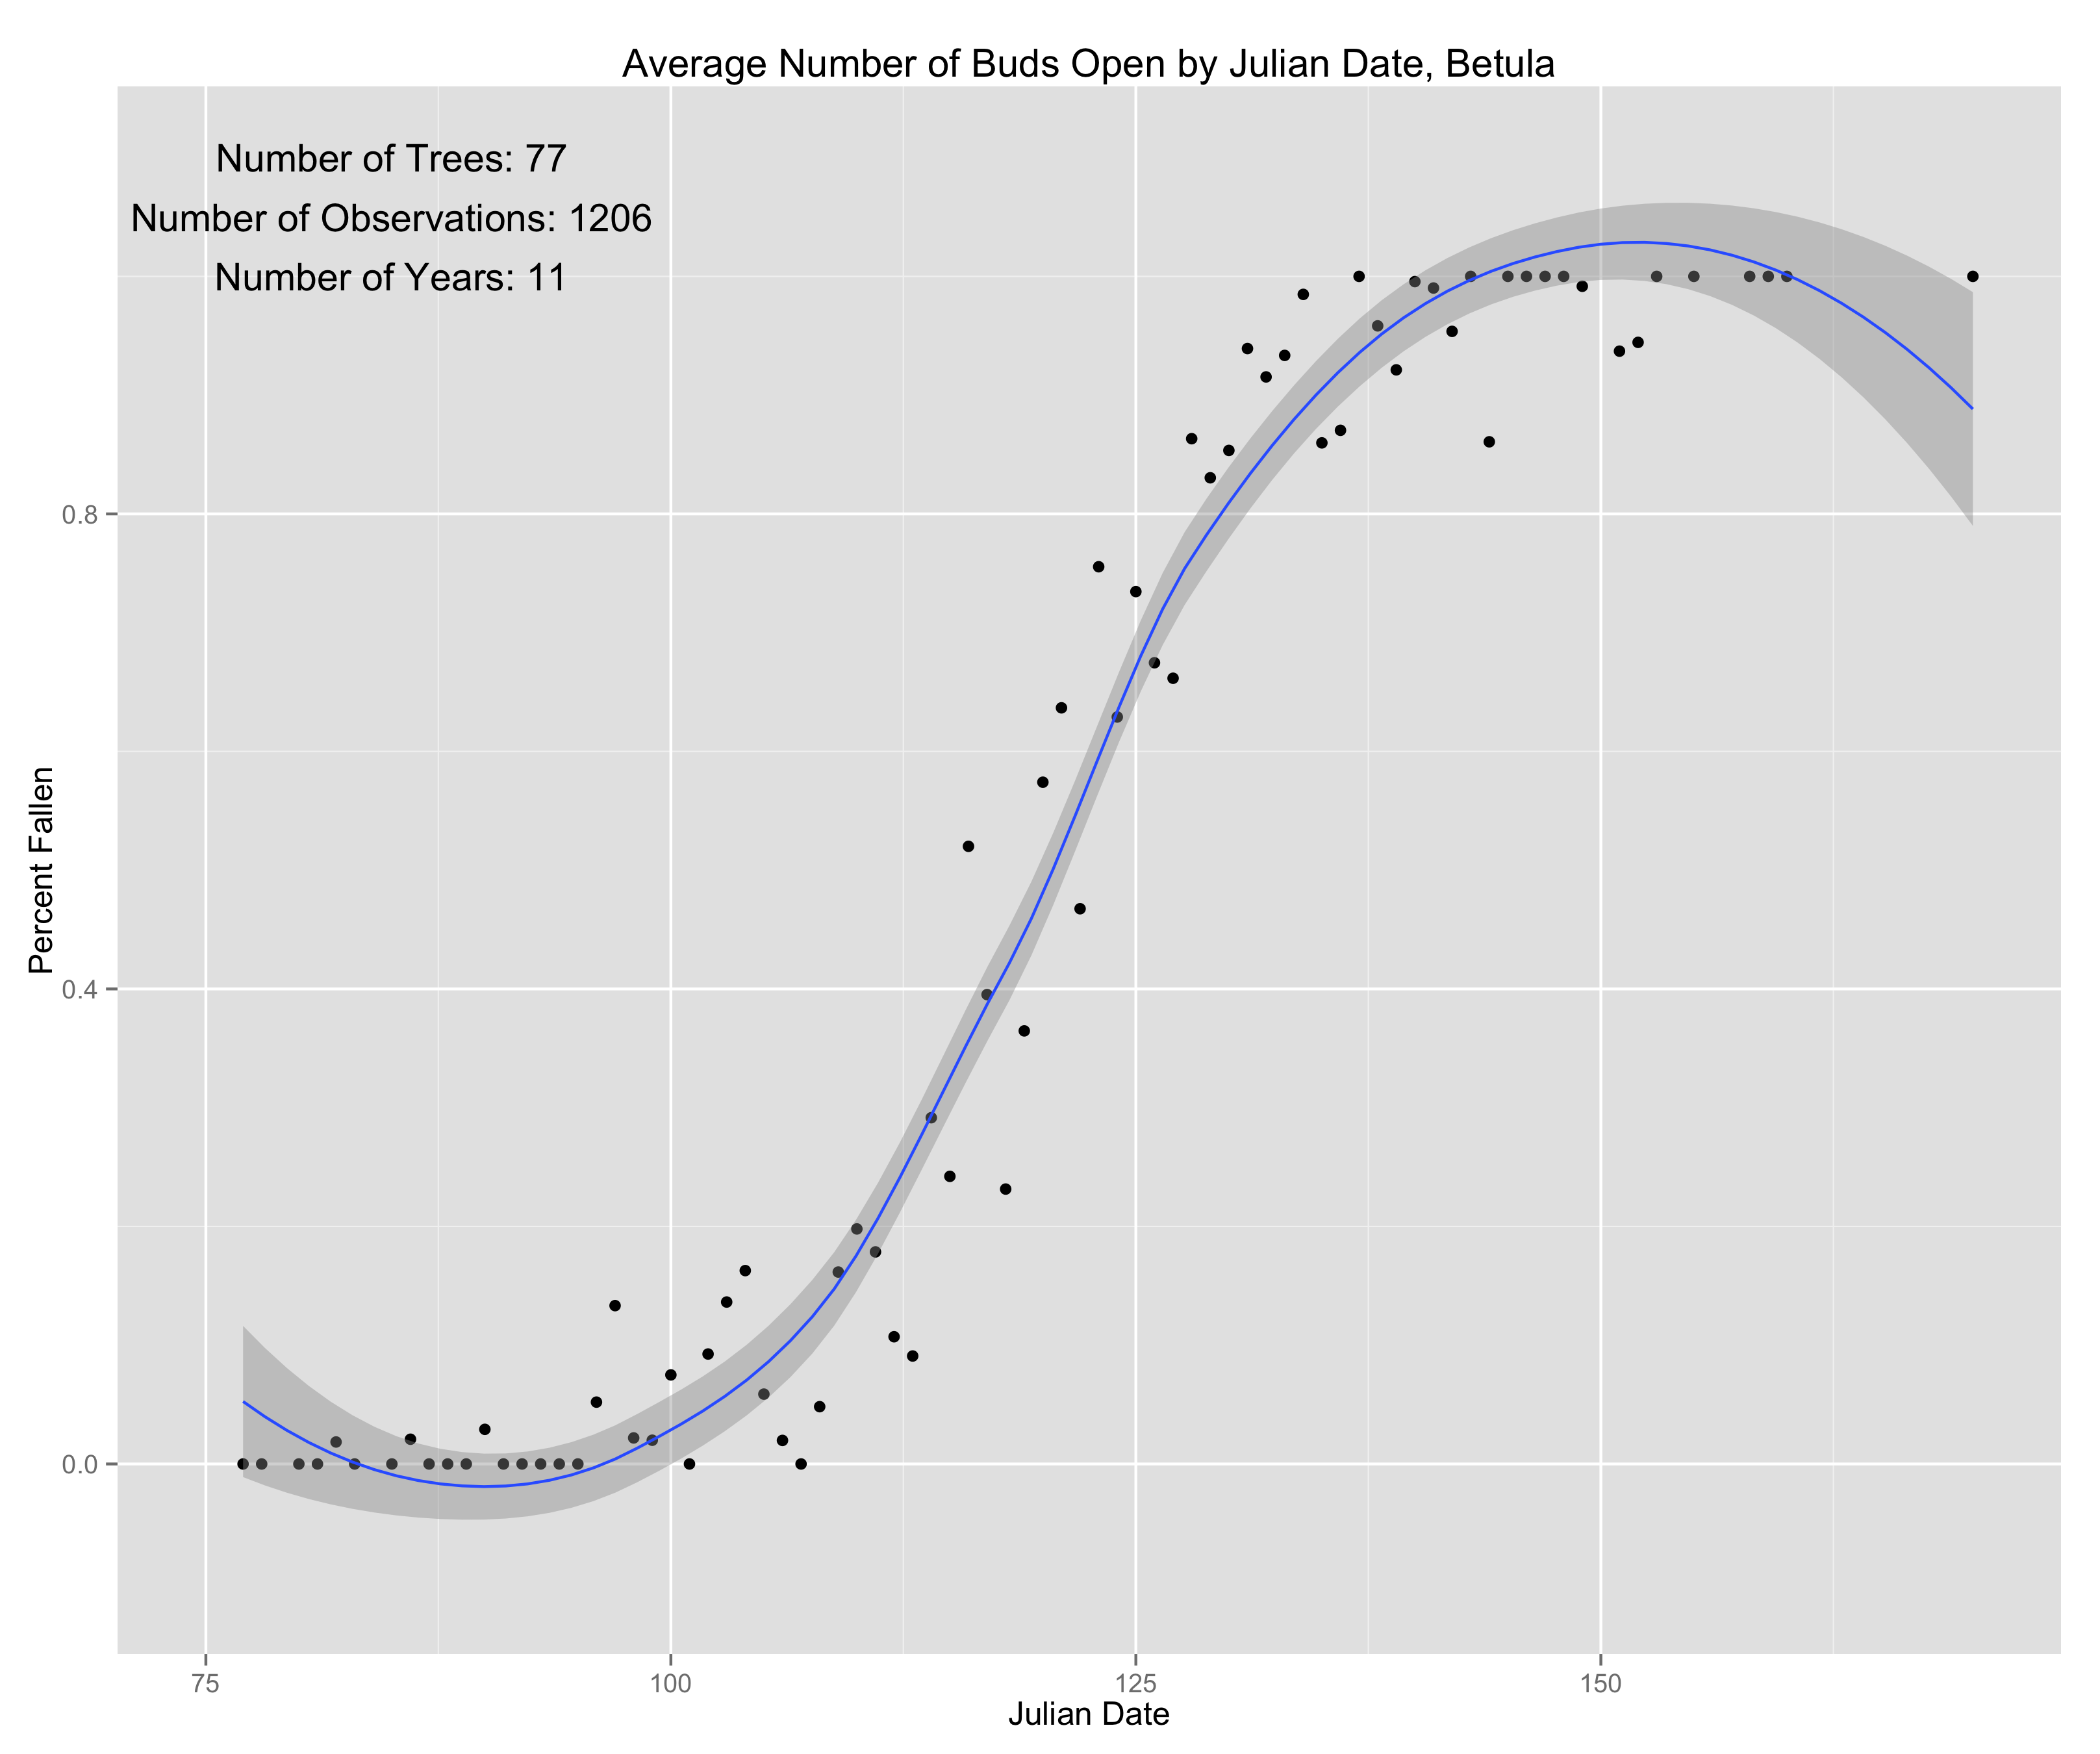 Average Number of Buds Open by Julian Date, Betula
Number of Trees: 77
Number of Observations: 1206
Number of Years: 11
Percent Fallen
0.8
0.4
0.0
75 100 125 150
Julian Date